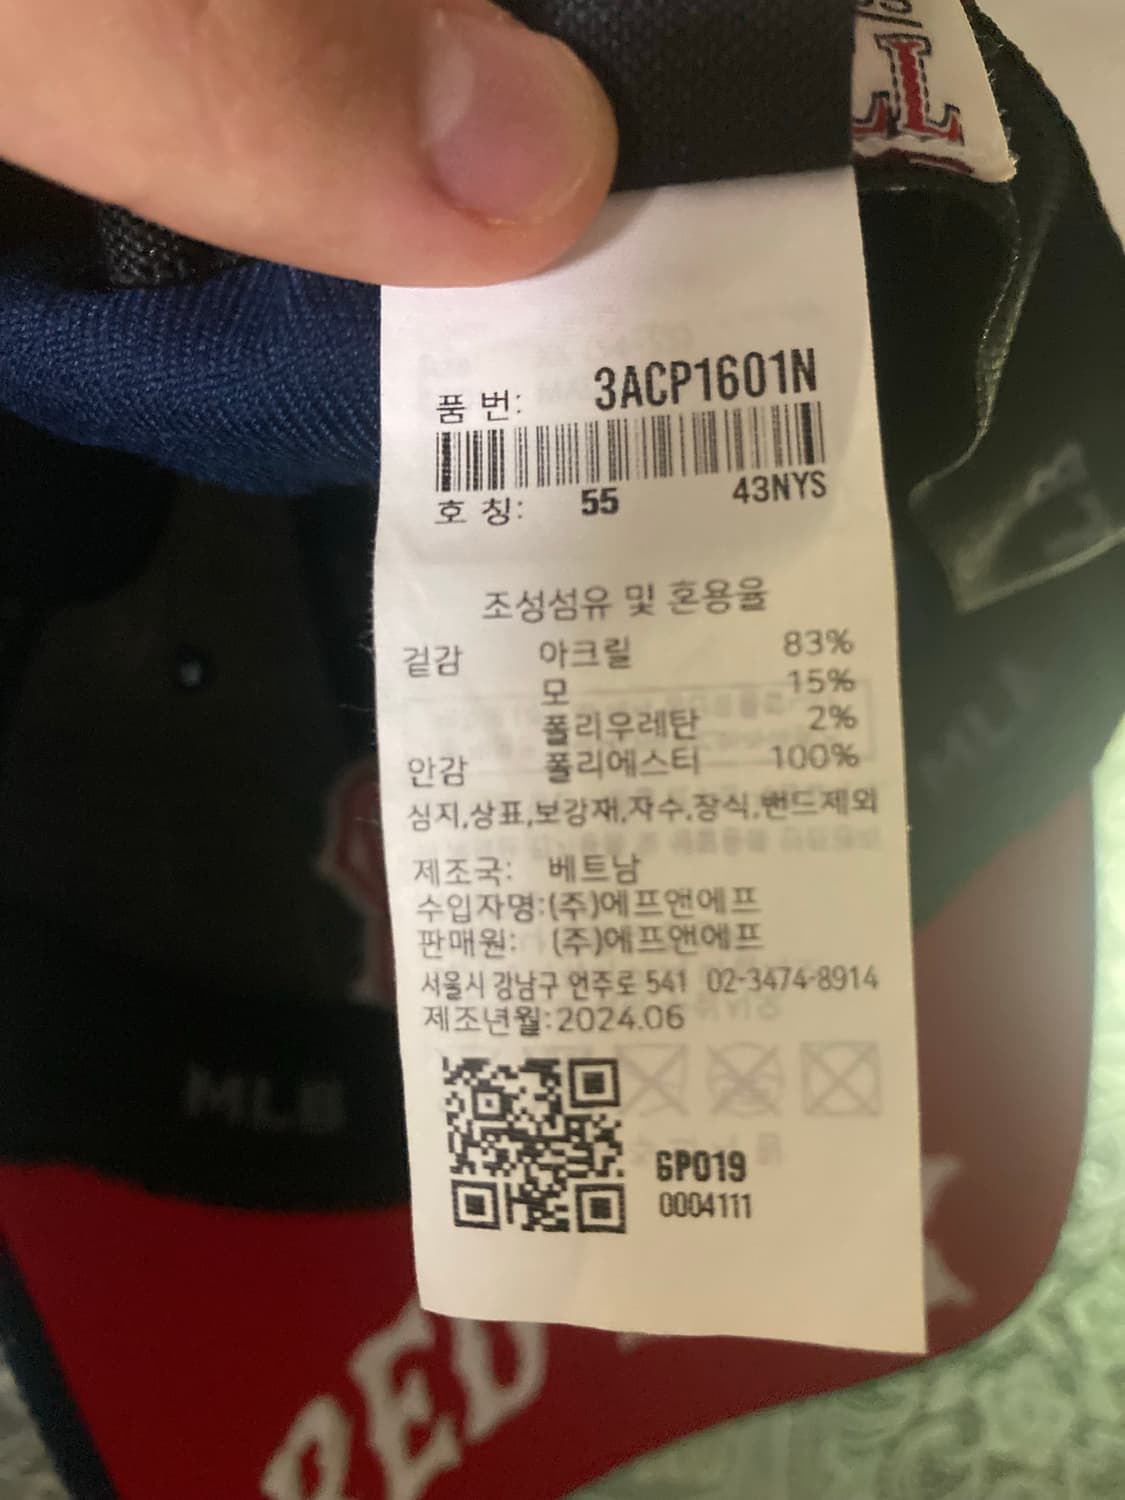 LL
품 번: 3ACP1601N
호 칭: 55 43NYS
조성섬유 및 혼용율
겉감 아크릴 83%
모 15%
폴리우레탄 2%
안감 폴리에스터 100%
심지,상표,보강재,자수,장식,밴드제외
제조국: 베트남
수입자명:(주)에프앤에프
판매원: (주)에프앤에프
서울시 강남구 언주로 541 02-3474-8914
제조년월:2024.06
6P019
0004111
MLB
MLB
RED